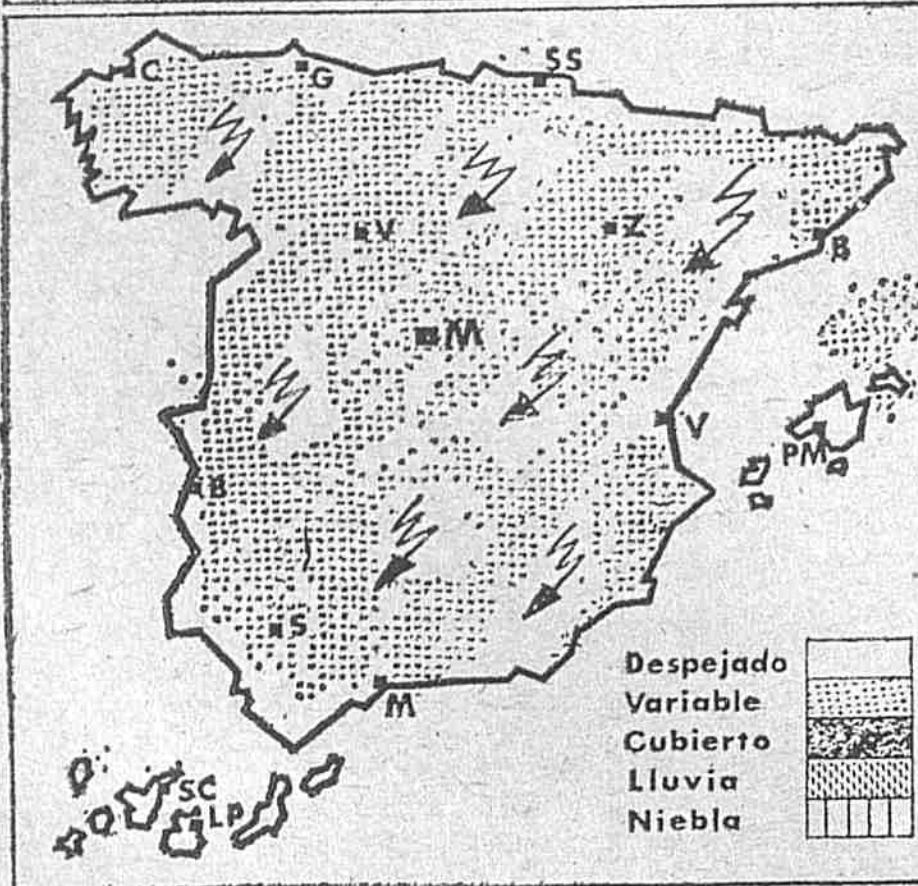 C
G
SS
V
Z
B
M
V
PM
B
S
M
SC
LP
Despejado
Variable
Cubierto
Lluvia
Niebla